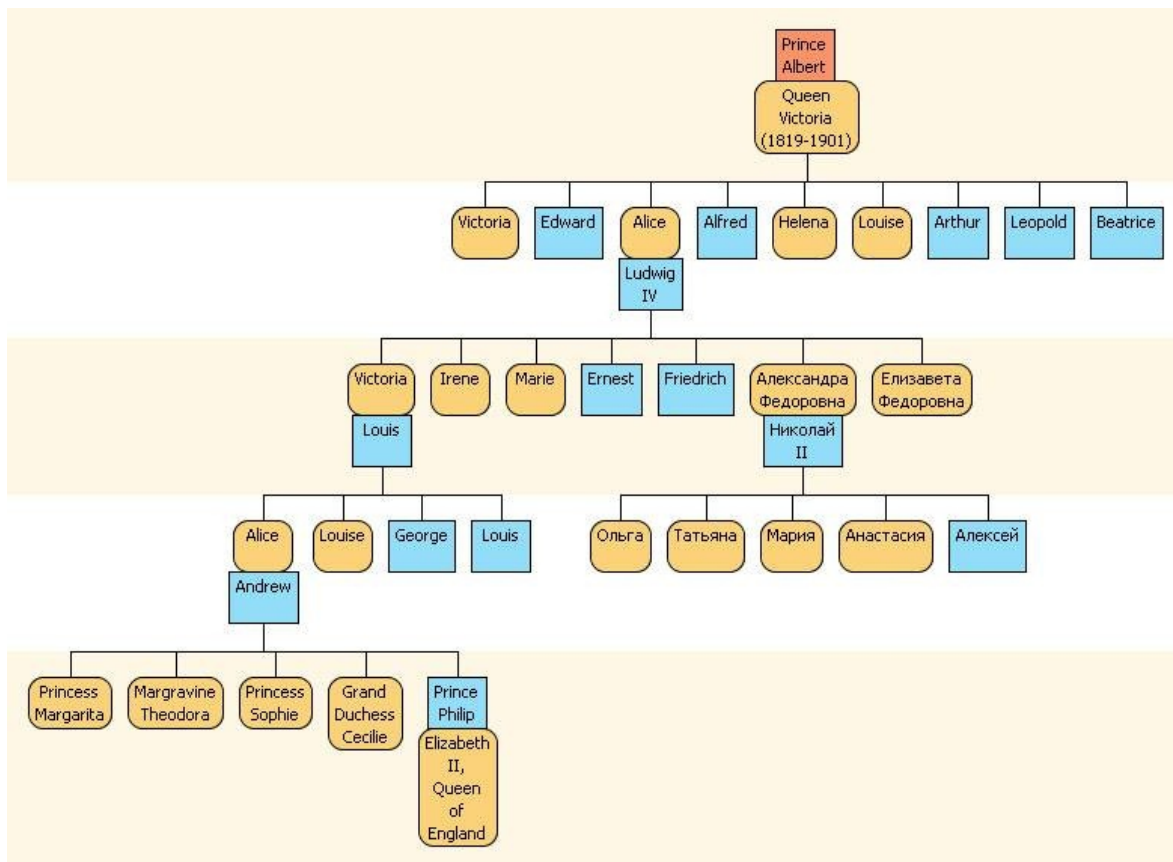 Prince
Albert
Queen
Victoria
(1819-1901)
Victoria
Edward
Alice
Alfred
Helena
Louise
Arthur
Leopold
Beatrice
Ludwig
IV
Victoria
Irene
Marie
Ernest
Friedrich
Александра
Федоровна
Елизавета
Федоровна
Louis
Николай
II
Alice
Louise
George
Louis
Ольга
Татьяна
Мария
Анастасия
Алексей
Andrew
Princess
Margarita
Margravine
Theodora
Princess
Sophie
Grand
Duchess
Cecilie
Prince
Philip
Elizabeth
II,
Queen
of
England